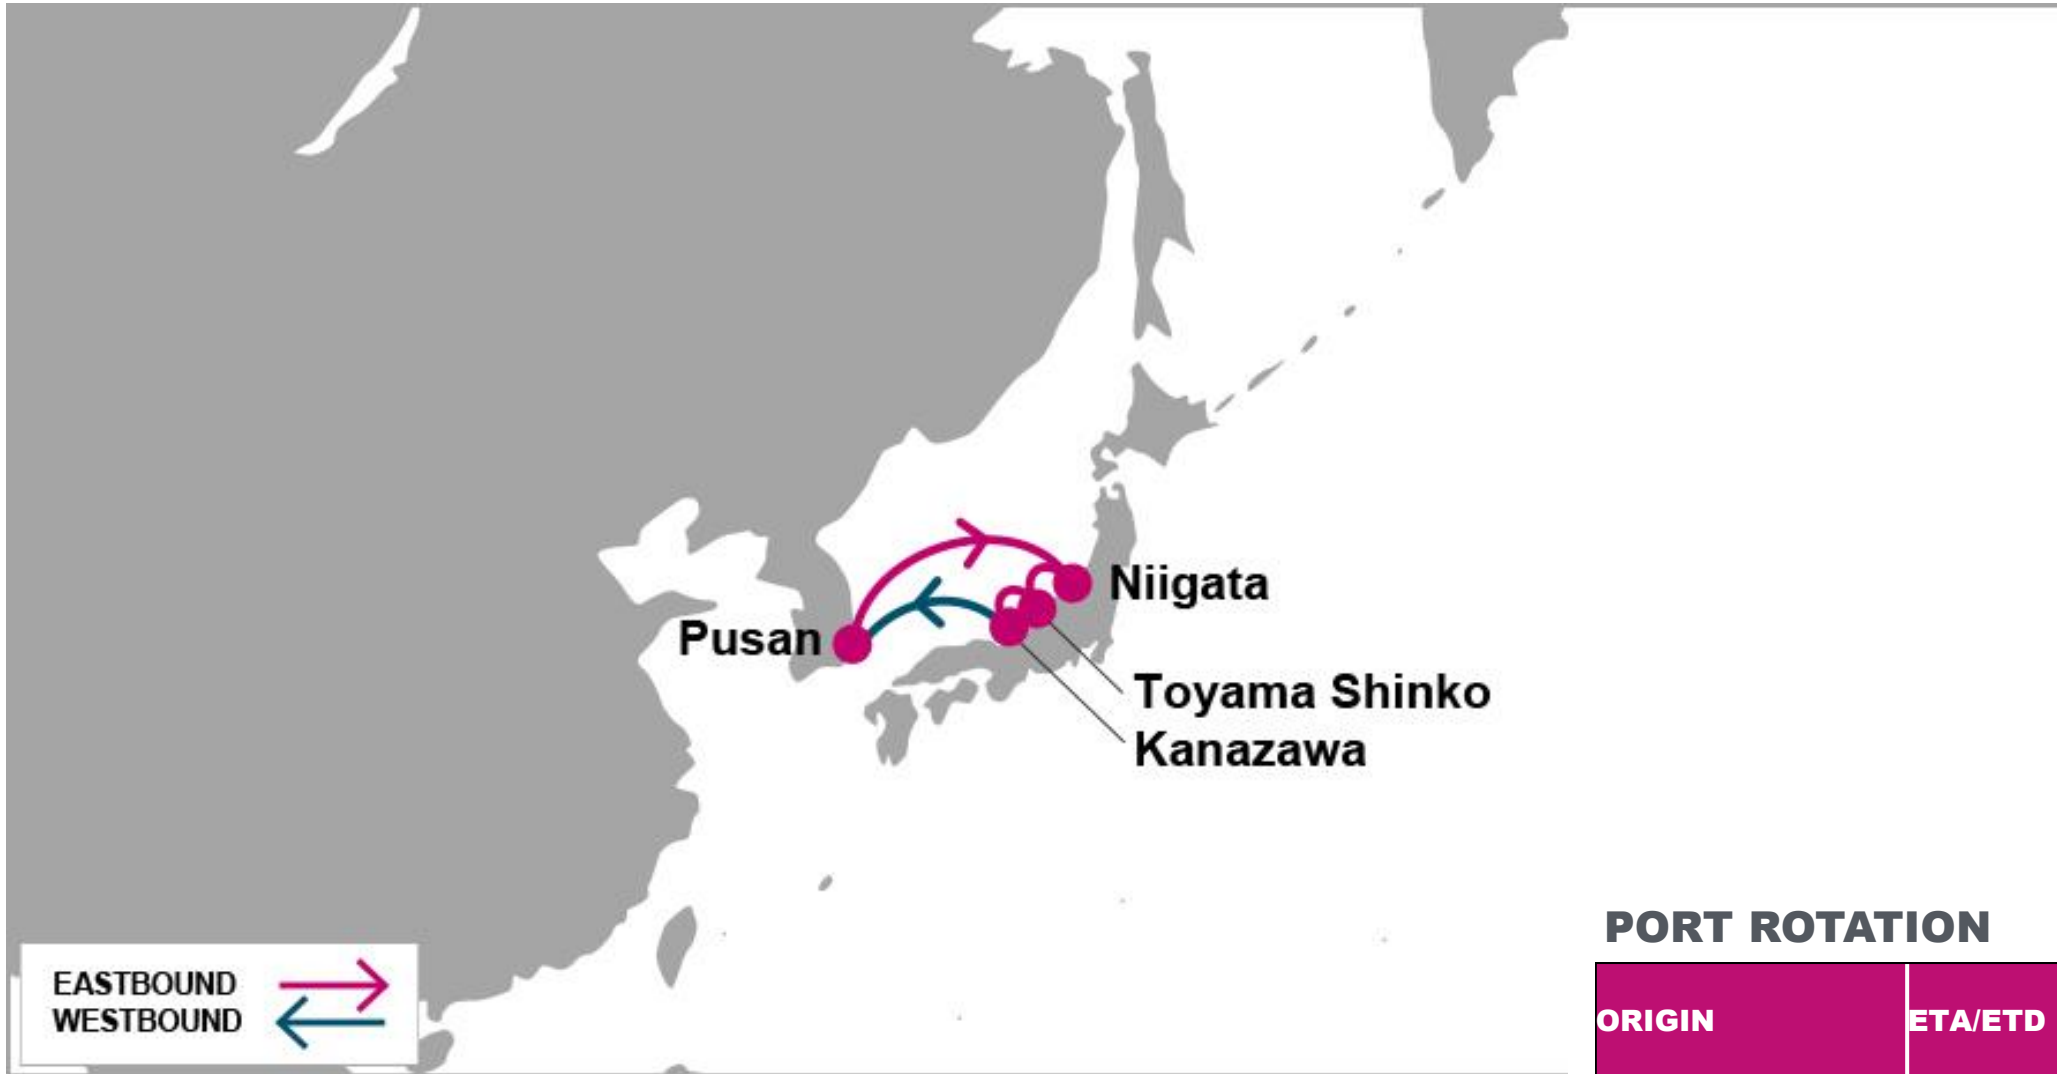 Niigata
Pusan
Toyama Shinko
Kanazawa
PORT ROTATION
EASTBOUND
WESTBOUND
ORIGIN ETA/ETD